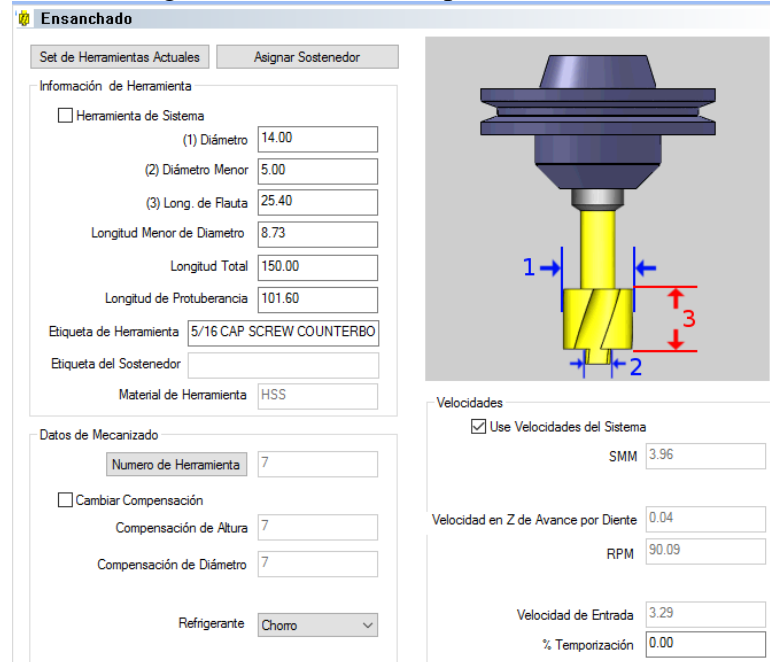 Ensanchado
Set de Herramientas Actuales
Asignar Sostenedor
Información de Herramienta
Herramienta de Sistema
(1) Diámetro 14.00
(2) Diámetro Menor 5.00
(3) Long. de Flauta 25.40
Longitud Menor de Diametro 8.73
Longitud Total 150.00
Longitud de Protuberancia 101.60
Etiqueta de Herramienta 5/16 CAP SCREW COUNTERBO
Etiqueta del Sostenedor
Material de Herramienta HSS
Datos de Mecanizado
Numero de Herramienta 7
Cambiar Compensación
Compensación de Altura 7
Compensación de Diámetro 7
Refrigerante Chorro
1
3
2
Velocidades
Use Velocidades del Sistema
SMM 3.96
Velocidad en Z de Avance por Diente 0.04
RPM 90.09
Velocidad de Entrada 3.29
% Temporización 0.00